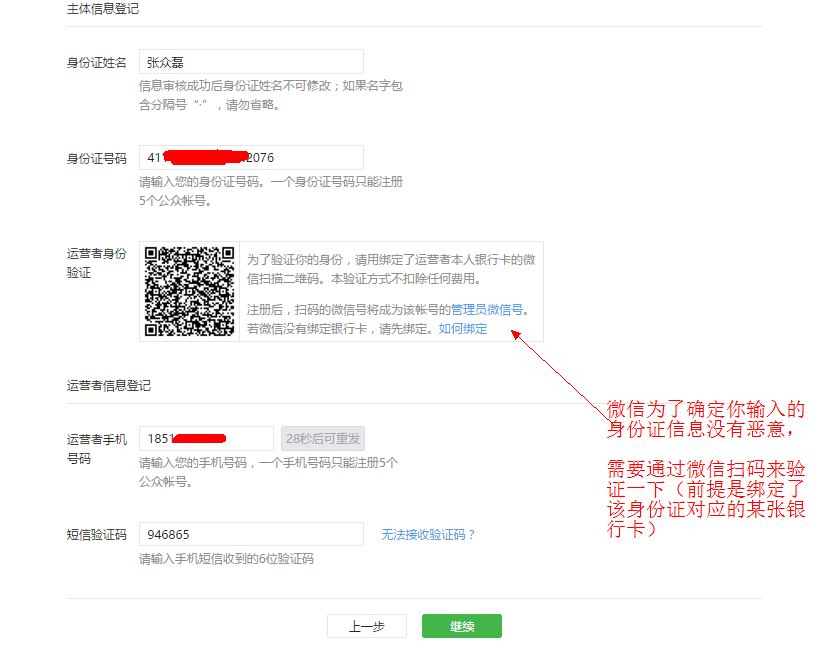 主体信息登记
身份证姓名
张众磊
信息审核成功后身份证姓名不可修改；如果名字包
含分隔号“·”，请勿省略。
身份证号码
41
2076
请输入您的身份证号码。一个身份证号码只能注册
5个公众帐号。
运营者身份
验证
为了验证你的身份，请用绑定了运营者本人银行卡的微
信扫描二维码。本验证方式不扣除任何费用。
注册后，扫码的微信号将成为该帐号的管理员微信号。
若微信没有绑定银行卡，请先绑定。如何绑定
运营者信息登记
微信为了确定你输入的
身份证信息没有恶意，
需要通过微信扫码来验
证一下（前提是绑定了
该身份证对应的某张银
行卡）
运营者手机
号码
1851
28秒后可重发
请输入您的手机号码，一个手机号码只能注册5个
公众帐号。
短信验证码
946865
无法接收验证码？
请输入手机短信收到的6位验证码
上一步
继续